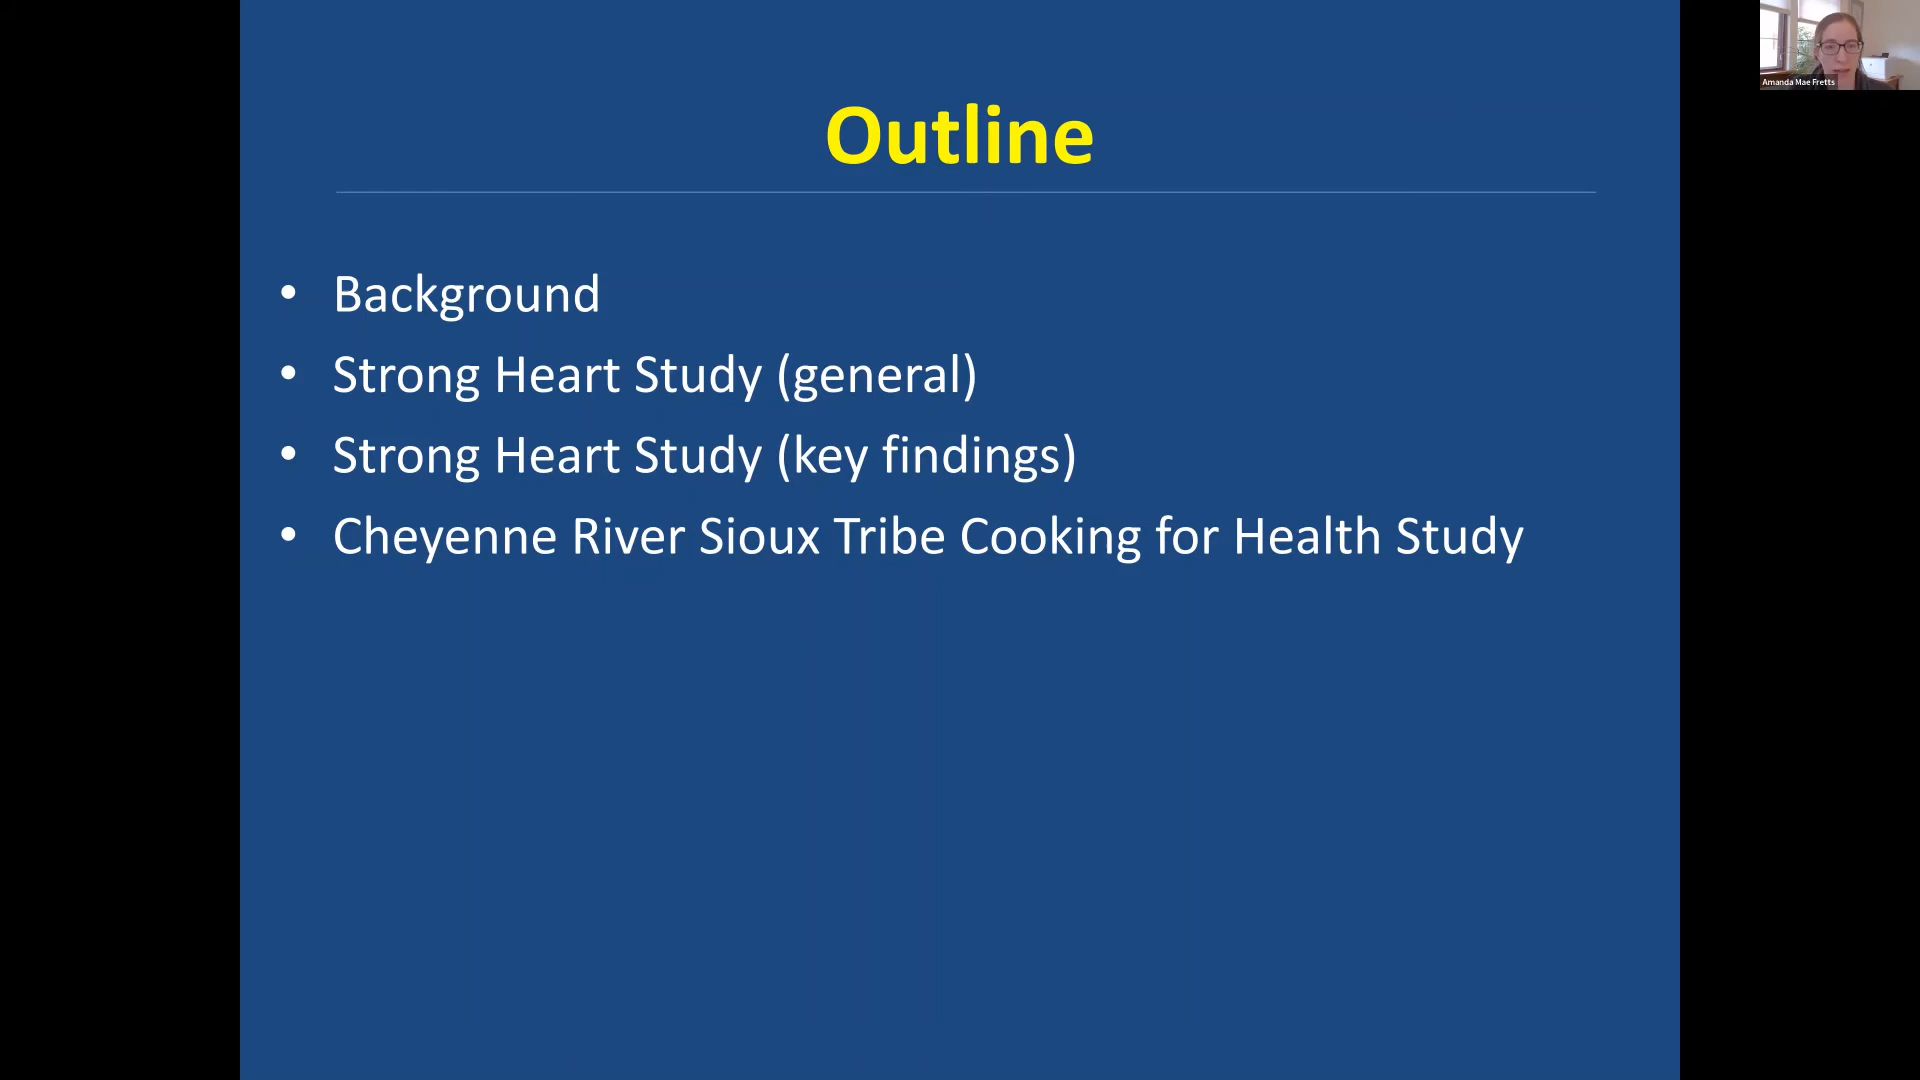 Outline
• Background
• Strong Heart Study (general)
• Strong Heart Study (key findings)
• Cheyenne River Sioux Tribe Cooking for Health Study
Amanda Mae Fretts